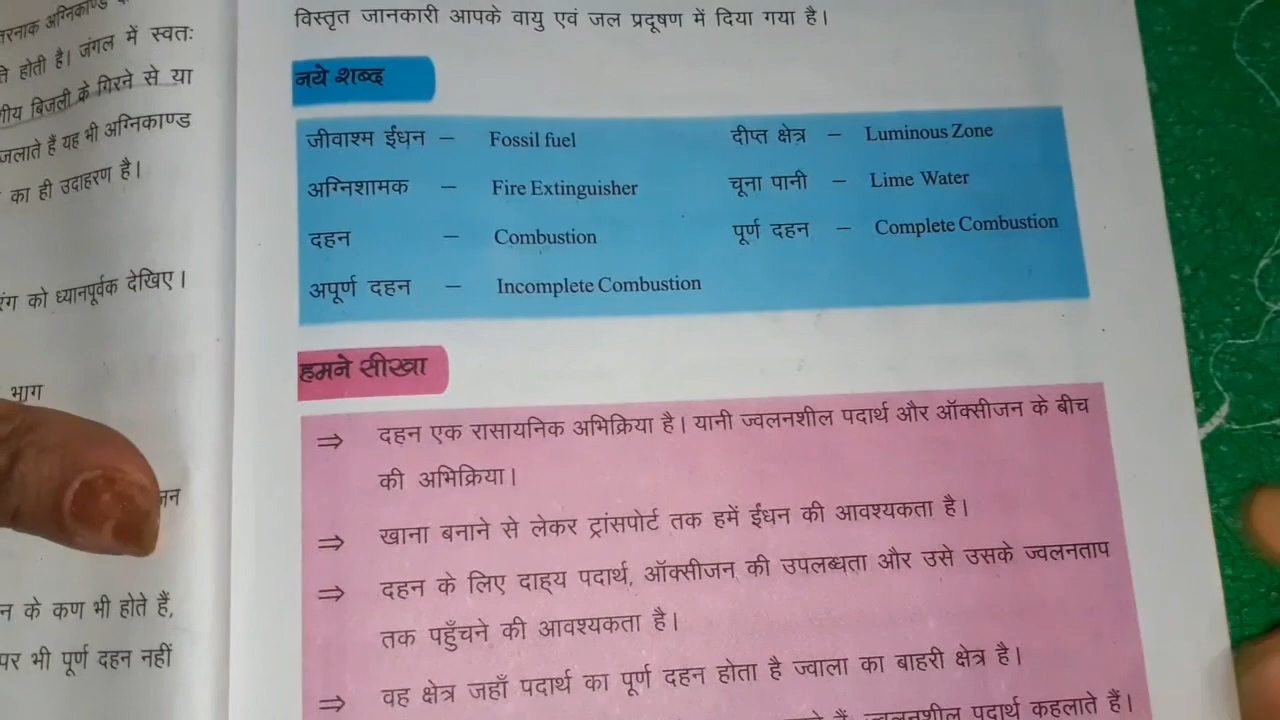 अग्निकाण्ड
होती है। जंगल में स्वतः
बिजली के गिरने से या
जलाते हैं यह भी अग्निकाण्ड
का ही उदाहरण है।
को ध्यानपूर्वक देखिए।
भाग
के कण भी होते हैं,
पर भी पूर्ण दहन नहीं
विस्तृत जानकारी आपके वायु एवं जल प्रदूषण में दिया गया है।
नये शब्द
जीवाश्म ईंधन – Fossil fuel दीप्त क्षेत्र – Luminous Zone
अग्निशामक – Fire Extinguisher चूना पानी – Lime Water
दहन – Combustion पूर्ण दहन – Complete Combustion
अपूर्ण दहन – Incomplete Combustion
हमने सीखा
⇒ दहन एक रासायनिक अभिक्रिया है। यानी ज्वलनशील पदार्थ और ऑक्सीजन के बीच
की अभिक्रिया।
⇒ खाना बनाने से लेकर ट्रांसपोर्ट तक हमें ईंधन की आवश्यकता है।
⇒ दहन के लिए दाह्य पदार्थ, ऑक्सीजन की उपलब्धता और उसे उसके ज्वलनताप
तक पहुँचने की आवश्यकता है।
⇒ वह क्षेत्र जहाँ पदार्थ का पूर्ण दहन होता है ज्वाला का बाहरी क्षेत्र है।
ज्वलनशील पदार्थ कहलाते हैं।